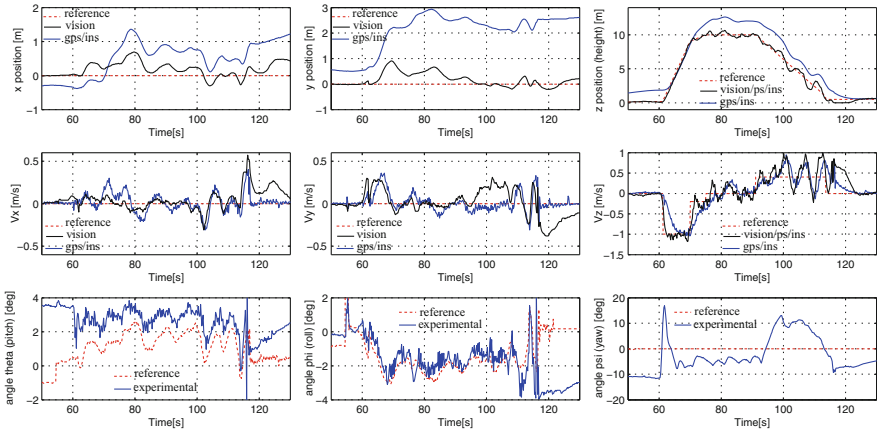 x position [m]
2
1
0
−1
reference
vision
gps/ins
60
80
100
120
Time[s]
y position [m]
3
2
1
0
−1
reference
vision
gps/ins
60
80
100
120
Time[s]
z position (height) [m]
10
5
0
reference
vision/ps/ins
gps/ins
60
80
100
120
Time[s]
Vx [m/s]
0.5
0
−0.5
reference
vision
gps/ins
60
80
100
120
Time[s]
Vy [m/s]
0.5
0
−0.5
reference
vision
gps/ins
60
80
100
120
Time[s]
Vz [m/s]
1
0.5
0
−0.5
−1
−1.5
reference
vision/ps/ins
gps/ins
60
80
100
120
Time[s]
angle theta (pitch) [deg]
4
2
0
−2
reference
experimental
60
80
100
120
Time[s]
angle phi (roll) [deg]
2
0
−2
−4
reference
experimental
60
80
100
120
Time[s]
angle psi (yaw) [deg]
20
10
0
−10
−20
reference
experimental
60
80
100
120
Time[s]